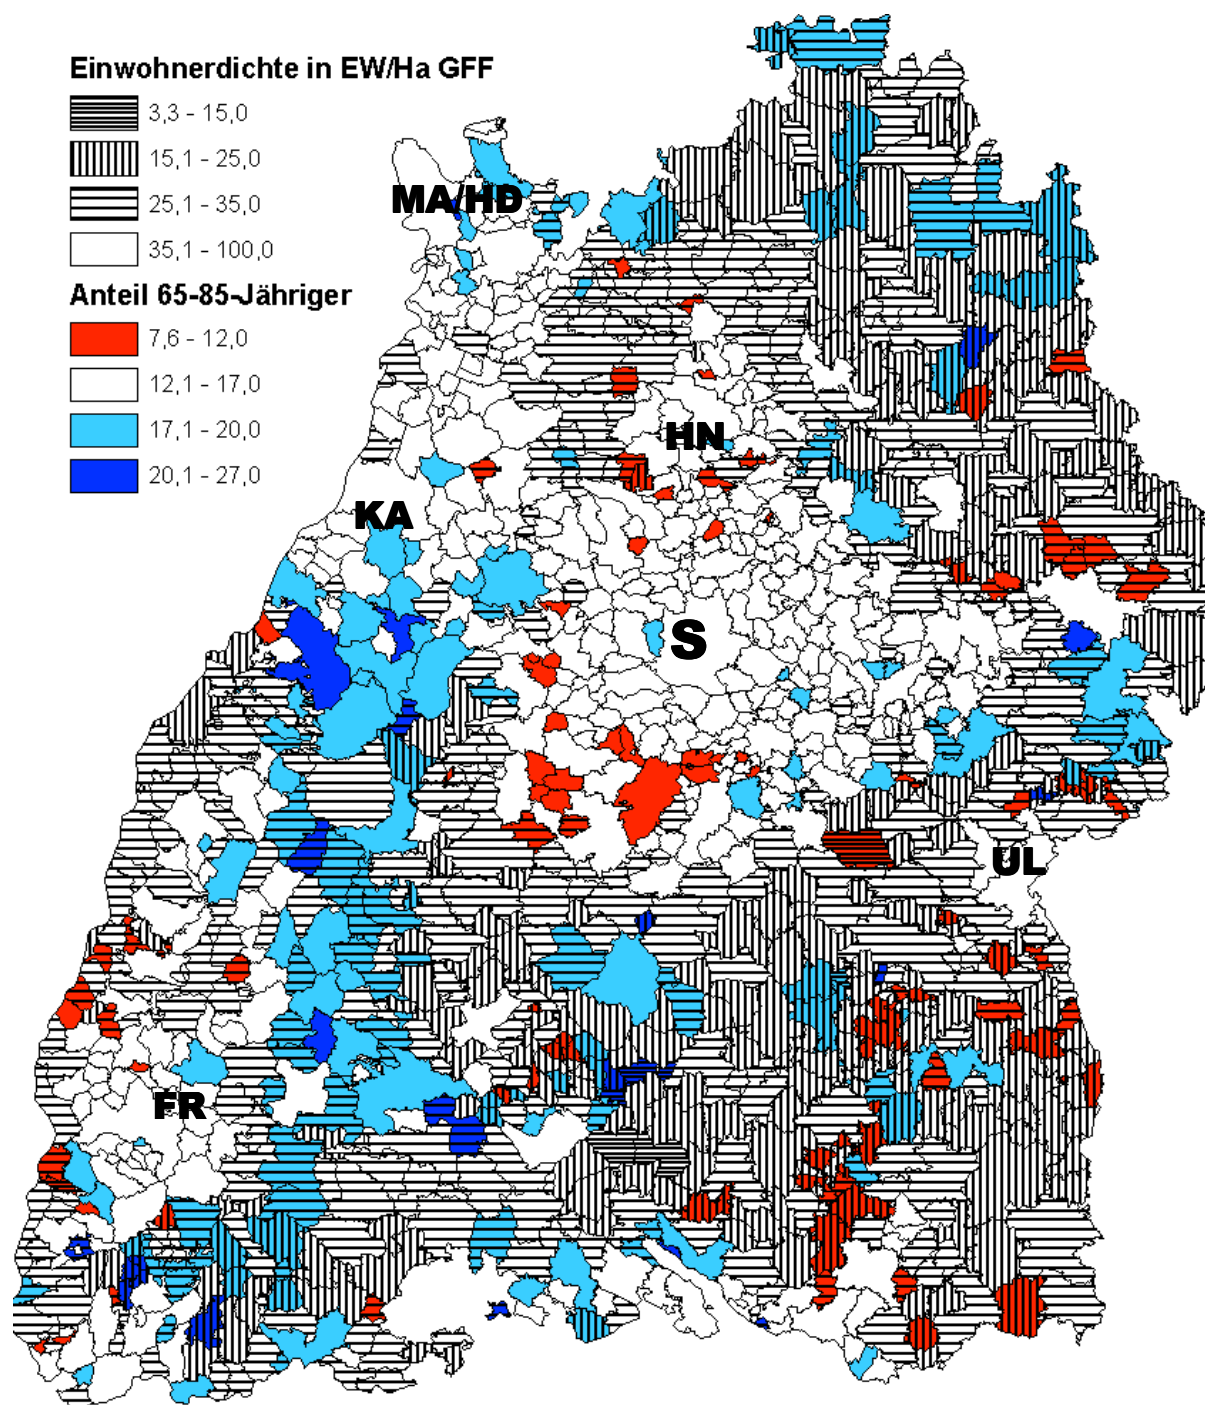 Einwohnerdichte in EW/Ha GFF
3,3 - 15,0
15,1 - 25,0
25,1 - 35,0
35,1 - 100,0
Anteil 65-85-Jähriger
7,6 - 12,0
12,1 - 17,0
17,1 - 20,0
20,1 - 27,0
MA/HD
HN
KA
S
UL
FR